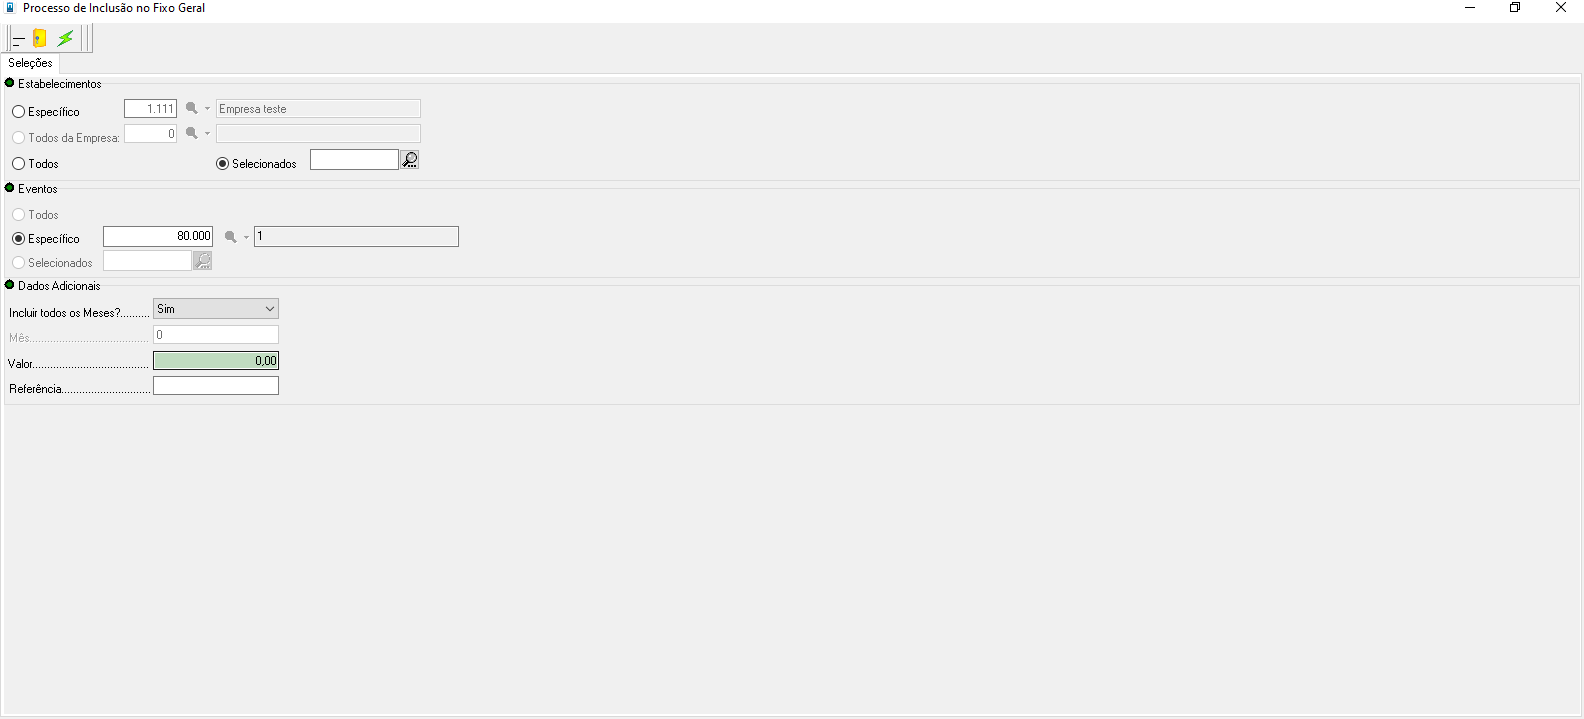 Processo de Inclusão no Fixo Geral
Seleções
Estabelecimentos
Específico 1.111 Empresa teste
Todos da Empresa: 0
Todos Selecionados
Eventos
Todos
Específico 80.000 1
Selecionados
Dados Adicionais
Incluir todos os Meses?.......... Sim
Mês........................................ 0
Valor....................................... 0,00
Referência..............................